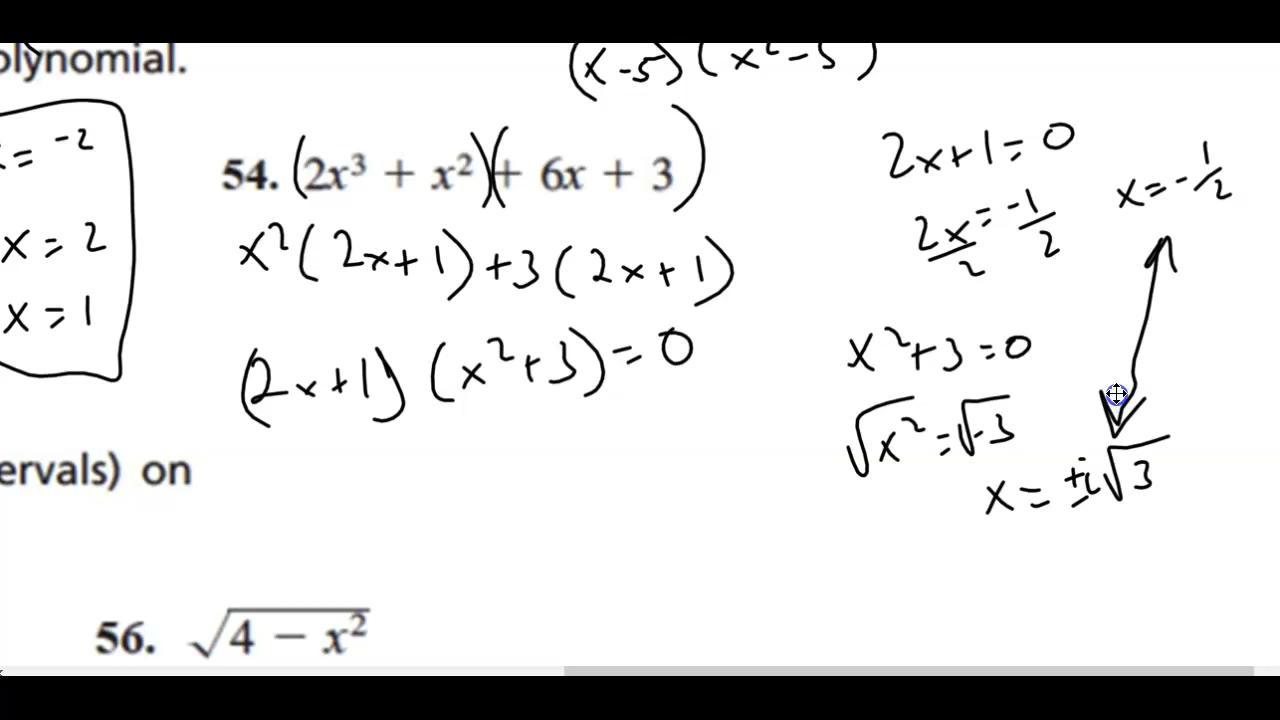 olynomial.
(x-5)(x²-5)
x = -2
x = 2
x = 1
54. (2x³ + x²)(+ 6x + 3)
x²(2x+1)+3(2x+1)
(2x+1)(x²+3)=0
2x+1=0
2x/2 = -1/2
x = -1/2
x²+3=0
√x² = √-3
x = ±i√3
ervals) on
56. √4 − x²